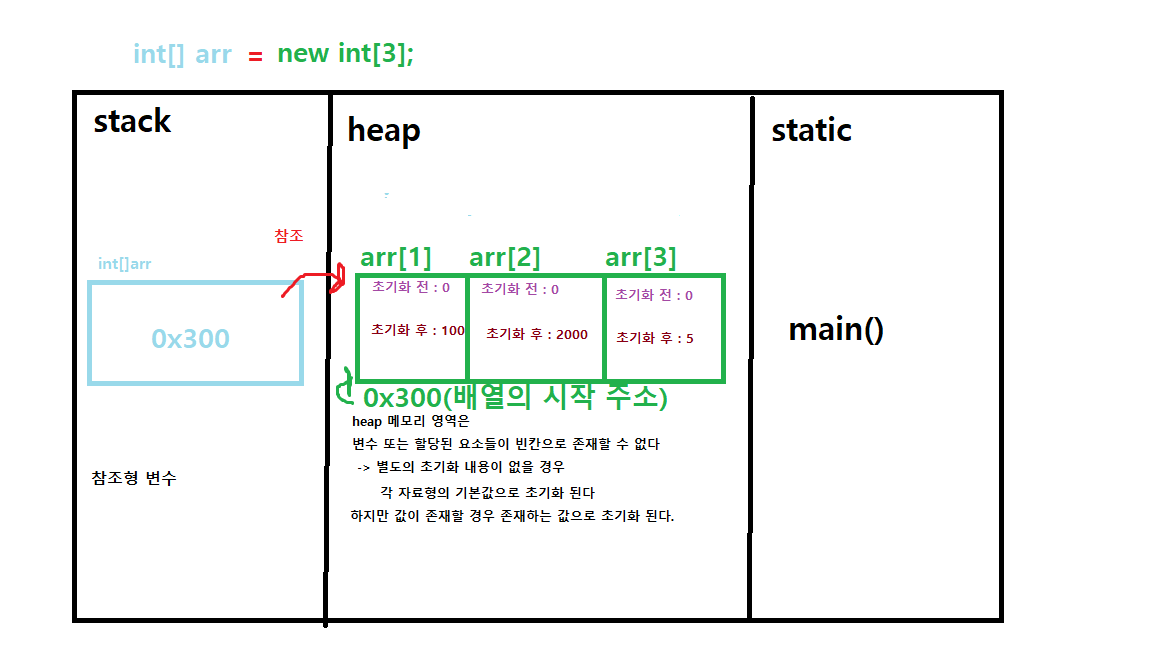 int[] arr = new int[3];
stack
heap
static
참조
int[]arr
0x300
arr[1] arr[2] arr[3]
초기화 전 : 0
초기화 전 : 0
초기화 전 : 0
초기화 후 : 100
초기화 후 : 2000
초기화 후 : 5
main()
0x300(배열의 시작 주소)
heap 메모리 영역은
변수 또는 할당된 요소들이 빈칸으로 존재할 수 없다
-> 별도의 초기화 내용이 없을 경우
각 자료형의 기본값으로 초기화 된다
하지만 값이 존재할 경우 존재하는 값으로 초기화 된다.
참조형 변수